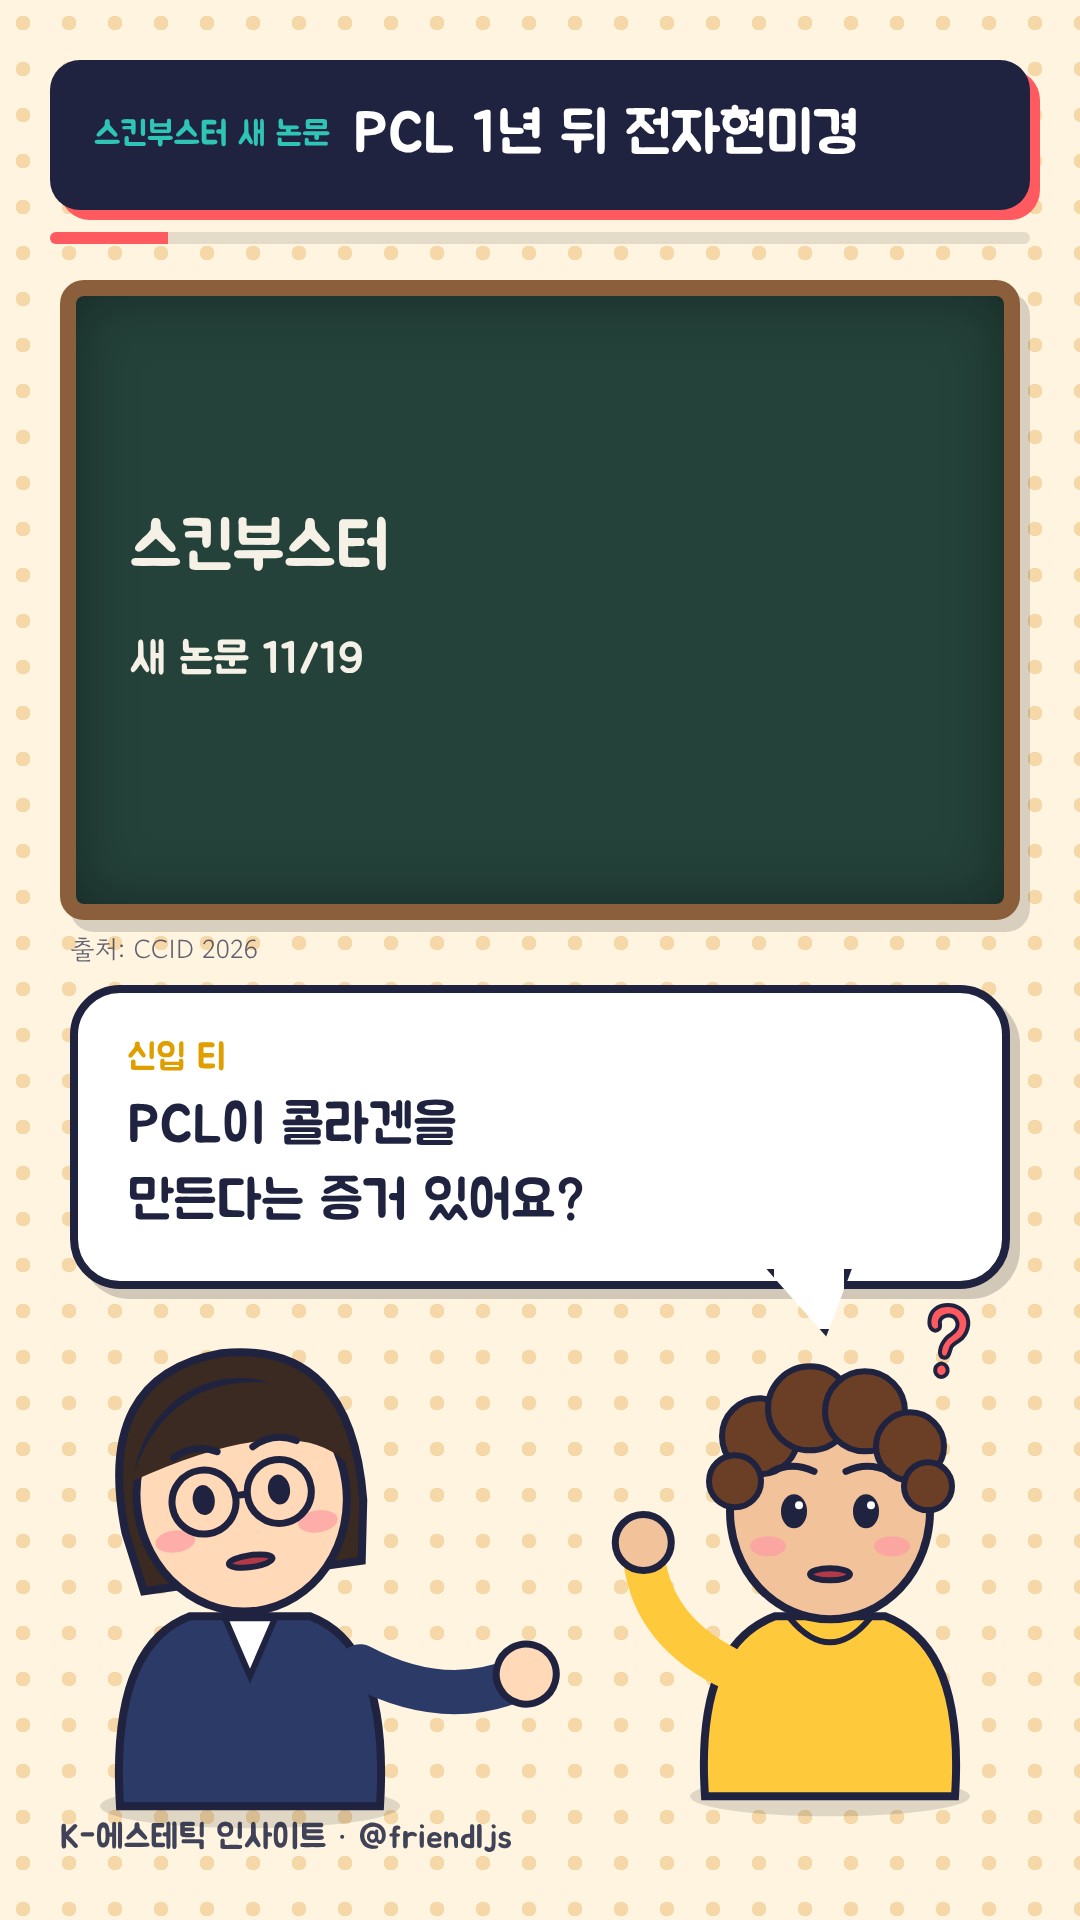 스킨부스터 새 논문 PCL 1년 뒤 전자현미경
스킨부스터
새 논문 11/19
출처: CCID 2026
신입 티
PCL이 콜라겐을
만든다는 증거 있어요?
?
K-에스테틱 인사이트 · @friendljs